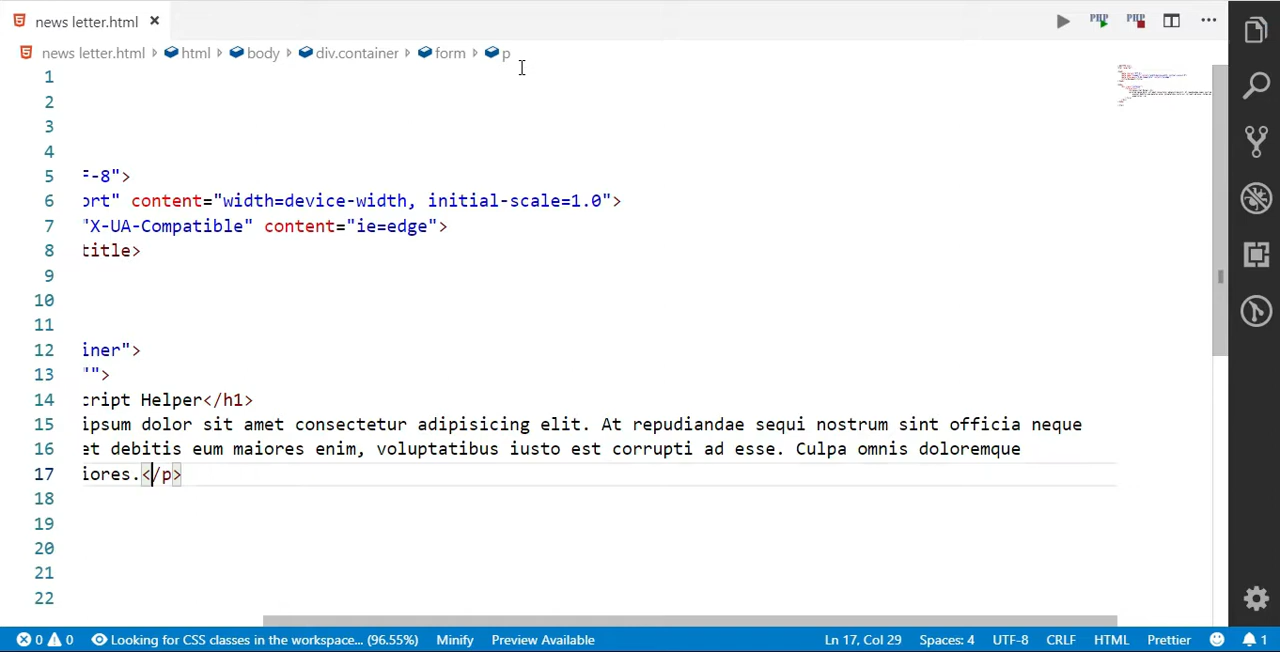 news letter.html
news letter.html html body div.container form p
1
2
3
4
5 F-8">
6 ort" content="width=device-width, initial-scale=1.0">
7 "X-UA-Compatible" content="ie=edge">
8 title>
9
10
11
12 iner">
13 "">
14 cript Helper</h1>
15 ipsum dolor sit amet consectetur adipisicing elit. At repudiandae sequi nostrum sint officia neque
16 et debitis eum maiores enim, voluptatibus iusto est corrupti ad esse. Culpa omnis doloremque
17 iores.</p>
18
19
20
21
22
0 0 Looking for CSS classes in the workspace... (96.55%) Minify Preview Available Ln 17, Col 29 Spaces: 4 UTF-8 CRLF HTML Prettier 1